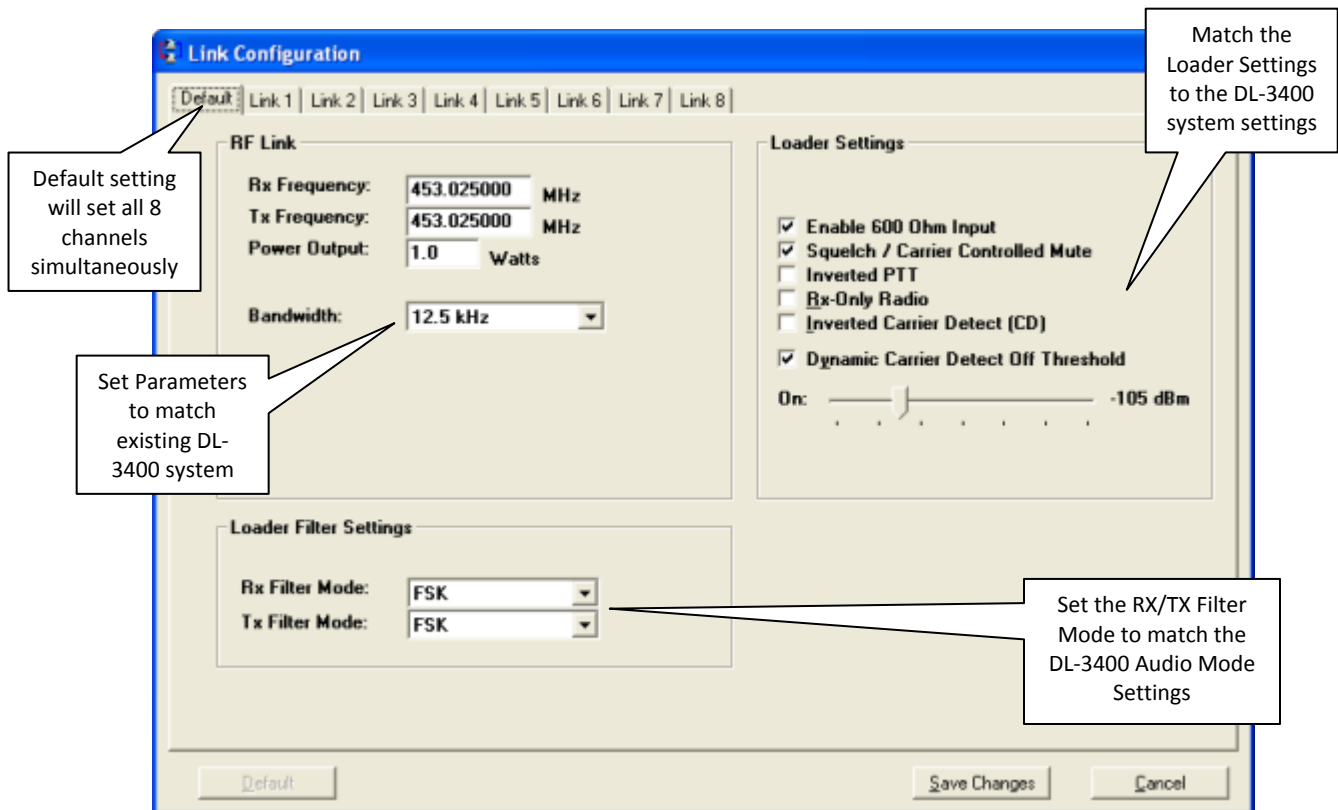 Link Configuration
Default Link 1 Link 2 Link 3 Link 4 Link 5 Link 6 Link 7 Link 8
Default setting
will set all 8
channels
simultaneously
RF Link
Rx Frequency: 453.025000 MHz
Tx Frequency: 453.025000 MHz
Power Output: 1.0 Watts
Bandwidth: 12.5 kHz
Set Parameters
to match
existing DL-
3400 system
Match the
Loader Settings
to the DL-3400
system settings
Loader Settings
Enable 600 Ohm Input
Squelch / Carrier Controlled Mute
Inverted PTT
Rx-Only Radio
Inverted Carrier Detect (CD)
Dynamic Carrier Detect Off Threshold
On: -105 dBm
Loader Filter Settings
Rx Filter Mode: FSK
Tx Filter Mode: FSK
Set the RX/TX Filter
Mode to match the
DL-3400 Audio Mode
Settings
Default Save Changes Cancel